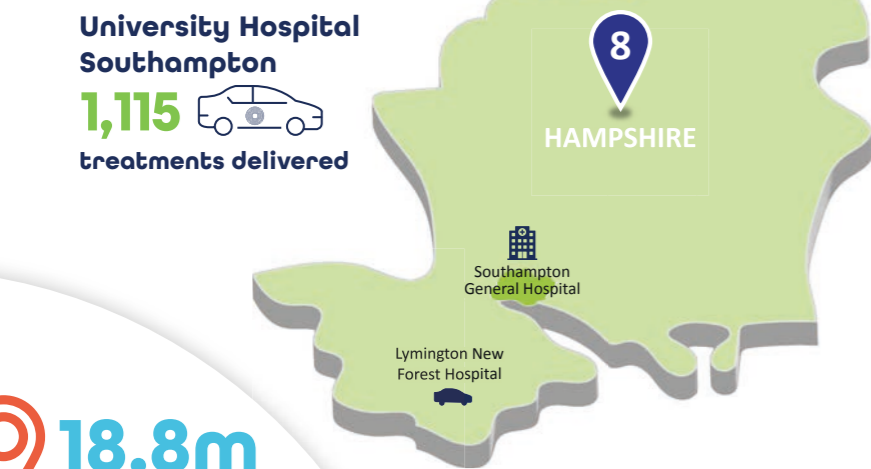 University Hospital
Southampton
1,115
treatments delivered
8
HAMPSHIRE
Southampton
General Hospital
Lymington New
Forest Hospital
18.8m